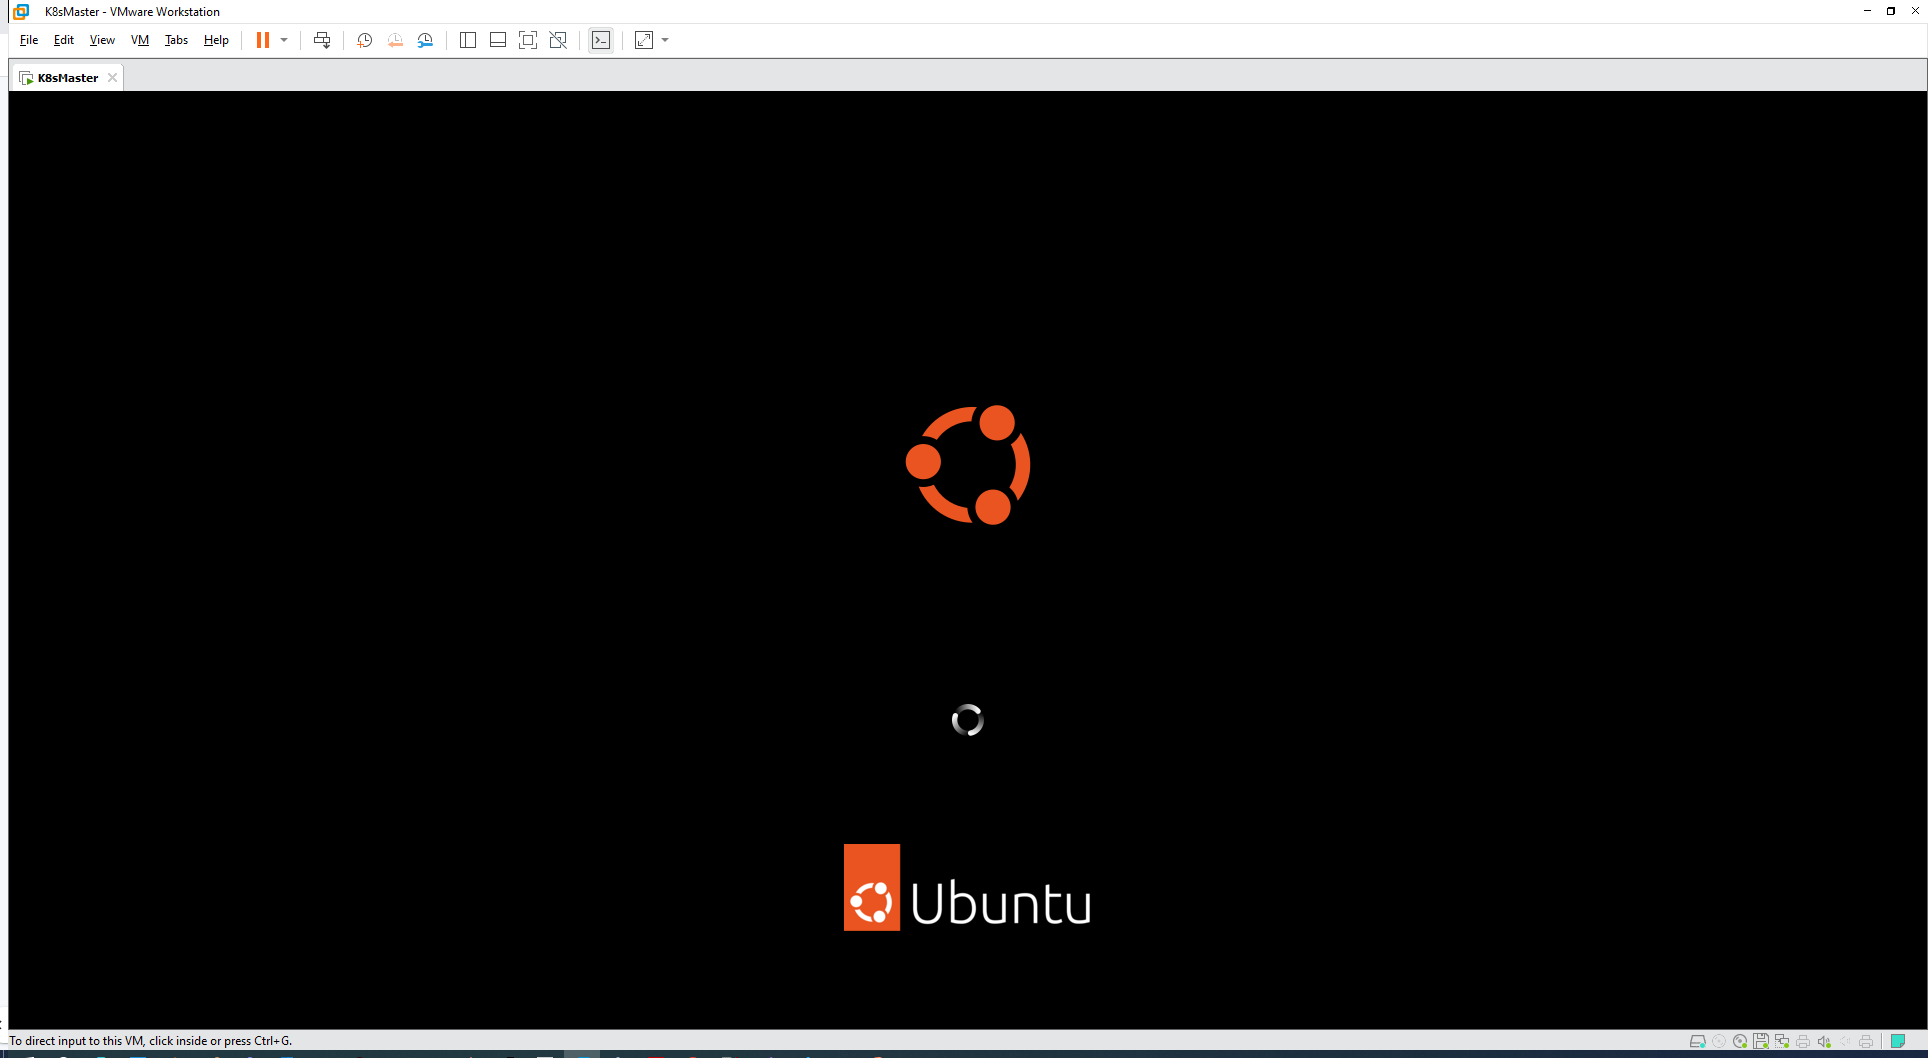 K8sMaster - VMware Workstation
File Edit View VM Tabs Help
K8sMaster
Ubuntu
To direct input to this VM, click inside or press Ctrl+G.